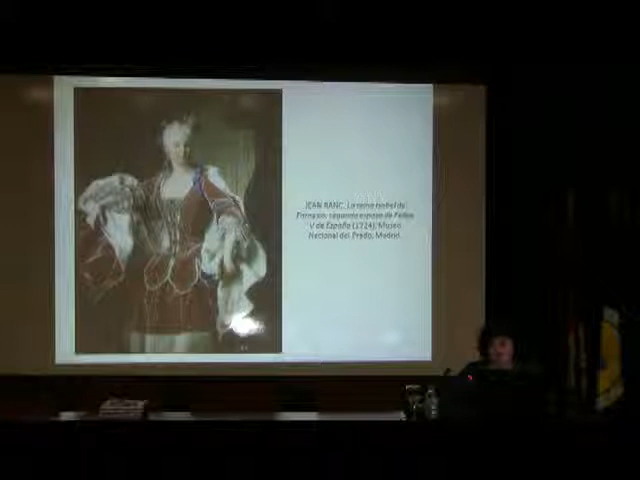 JEAN RANC. La reina Isabel de
Farnesio, segunda esposa de Felipe
V de España (1724). Museo
Nacional del Prado. Madrid.